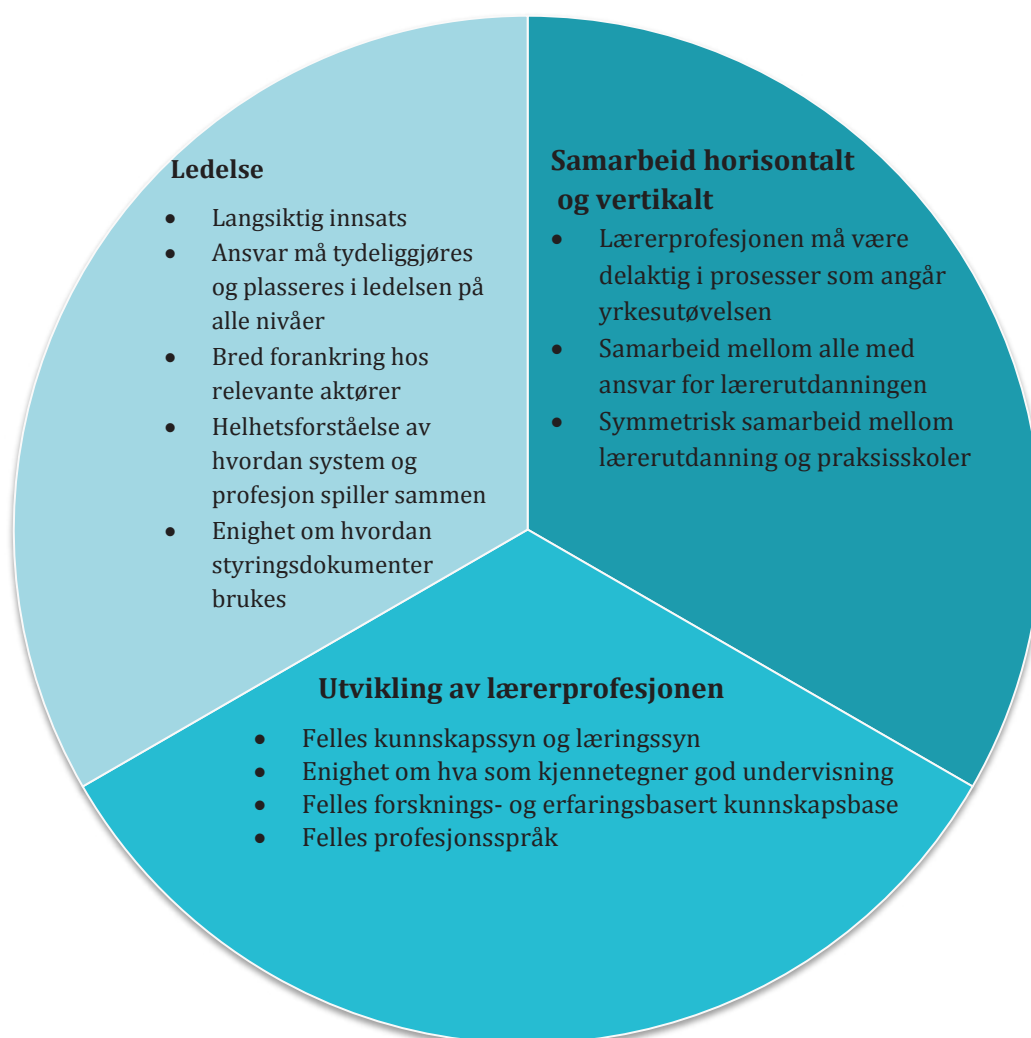 Ledelse
• Langsiktig innsats
• Ansvar må tydeliggjøres
og plasseres i ledelsen på
alle nivåer
• Bred forankring hos
relevante aktører
• Helhetsforståelse av
hvordan system og
profesjon spiller sammen
• Enighet om hvordan
styringsdokumenter
brukes
Samarbeid horisontalt
og vertikalt
• Lærerprofesjonen må være
delaktig i prosesser som angår
yrkesutøvelsen
• Samarbeid mellom alle med
ansvar for lærerutdanningen
• Symmetrisk samarbeid mellom
lærerutdanning og praksisskoler
Utvikling av lærerprofesjonen
• Felles kunnskapssyn og læringssyn
• Enighet om hva som kjennetegner god undervisning
• Felles forsknings- og erfaringsbasert kunnskapsbase
• Felles profesjonsspråk